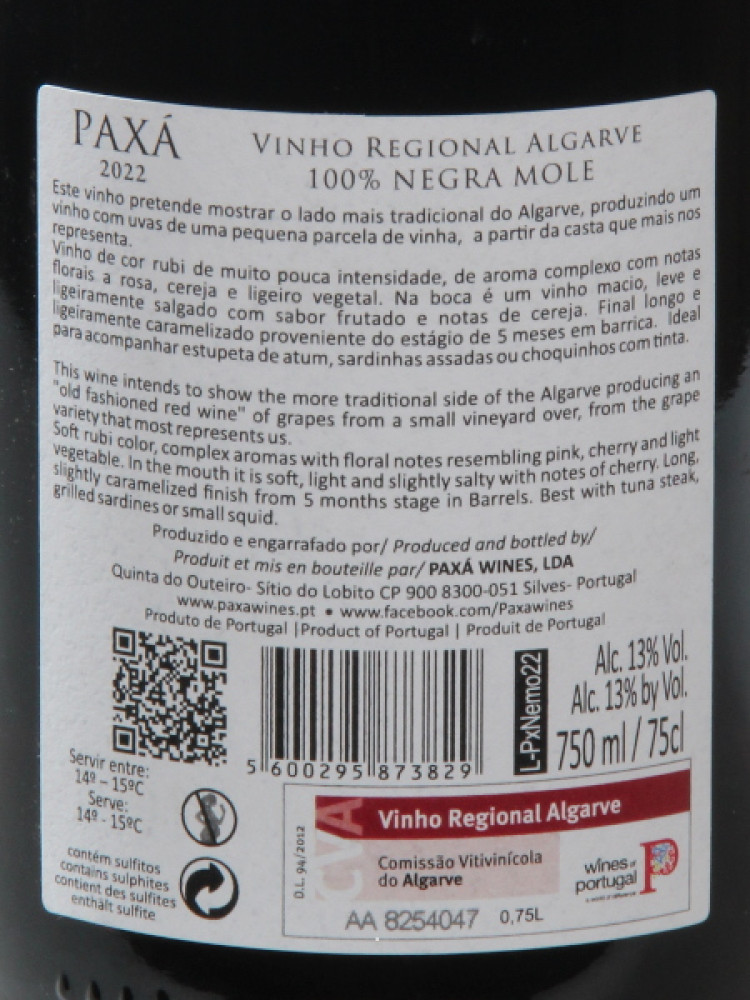 PAXÁ
2022
VINHO REGIONAL ALGARVE
100% NEGRA MOLE
Este vinho pretende mostrar o lado mais tradicional do Algarve, produzindo um
vinho com uvas de uma pequena parcela de vinha, a partir da casta que mais nos
representa.
Vinho de cor rubi de muito pouca intensidade, de aroma complexo com notas
florais a rosa, cereja e ligeiro vegetal. Na boca é um vinho macio, leve e
ligeiramente salgado com sabor frutado e notas de cereja. Final longo e
ligeiramente caramelizado proveniente do estágio de 5 meses em barrica. Ideal
para acompanhar estupeta de atum, sardinhas assadas ou choquinhos com tinta.
This wine intends to show the more traditional side of the Algarve producing an
"old fashioned red wine" of grapes from a small vineyard over, from the grape
variety that most represents us.
Soft rubi color, complex aromas with floral notes resembling pink, cherry and light
vegetable. In the mouth it is soft, light and slightly salty with notes of cherry. Long,
slightly caramelized finish from 5 months stage in Barrels. Best with tuna steak,
grilled sardines or small squid.
Produzido e engarrafado por/ Produced and bottled by/
Produit et mis en bouteille par/ PAXÁ WINES, LDA
Quinta do Outeiro- Sítio do Lobito CP 900 8300-051 Silves- Portugal
www.paxawines.pt • www.facebook.com/Paxawines
Produto de Portugal |Product of Portugal | Produit de Portugal
5 600295 873829
L-PxNemo22
Alc. 13% Vol.
Alc. 13% by Vol.
750 ml / 75cl
Servir entre:
14º – 15ºC
Serve:
14º - 15ºC
contém sulfitos
contains sulphites
contient des sulfites
enthält sulfite
D.L. 94/2012
CVA
Vinho Regional Algarve
Comissão Vitivinícola
do Algarve
wines of
portugal
AA 8254047 0,75L